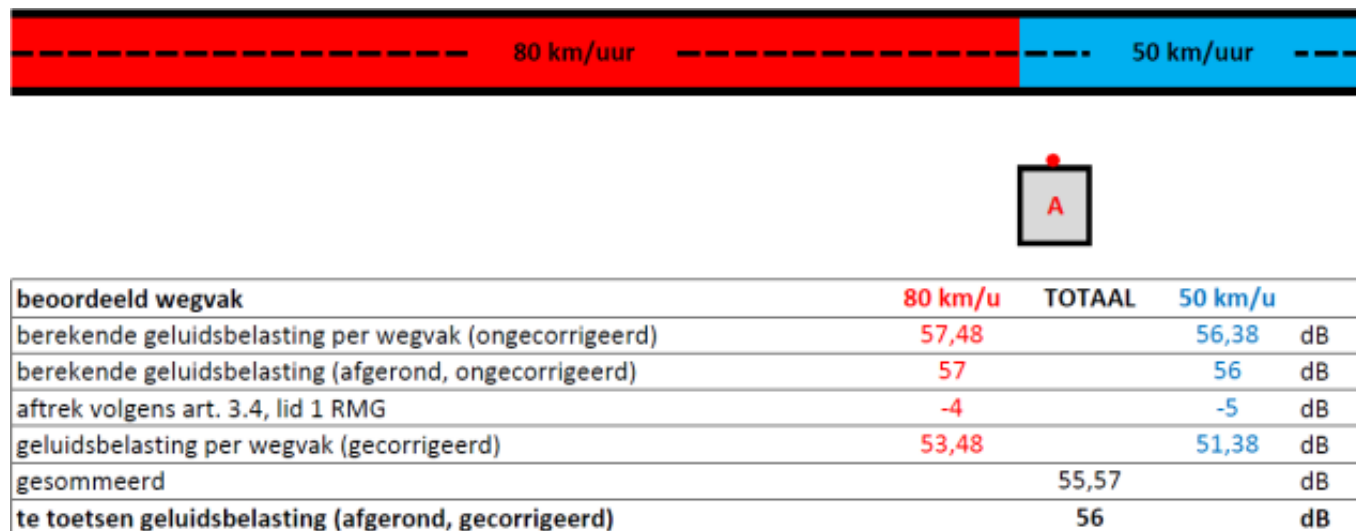 80 km/uur 50 km/uur
A
beoordeeld wegvak 80 km/u TOTAAL 50 km/u
berekende geluidsbelasting per wegvak (ongecorrigeerd) 57,48 56,38 dB
berekende geluidsbelasting (afgerond, ongecorrigeerd) 57 56 dB
aftrek volgens art. 3.4, lid 1 RMG -4 -5 dB
geluidsbelasting per wegvak (gecorrigeerd) 53,48 51,38 dB
gesommeerd 55,57 dB
te toetsen geluidsbelasting (afgerond, gecorrigeerd) 56 dB